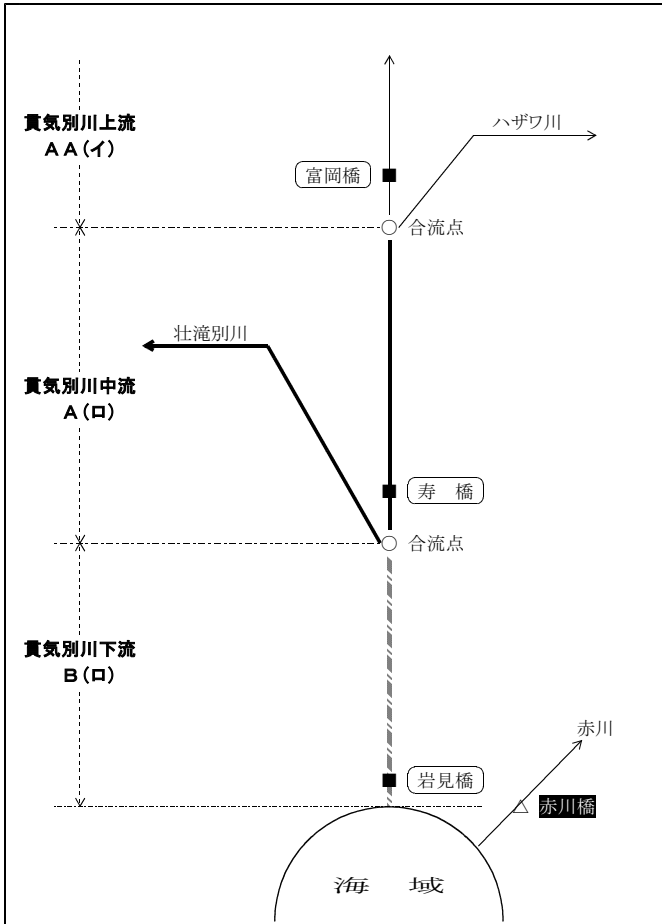 貫気別川上流
ＡＡ(イ)
ハザワ川
富岡橋
合流点
壮滝別川
貫気別川中流
Ａ(ロ)
寿　橋
合流点
貫気別川下流
Ｂ(ロ)
赤川
岩見橋
赤川橋
海　域